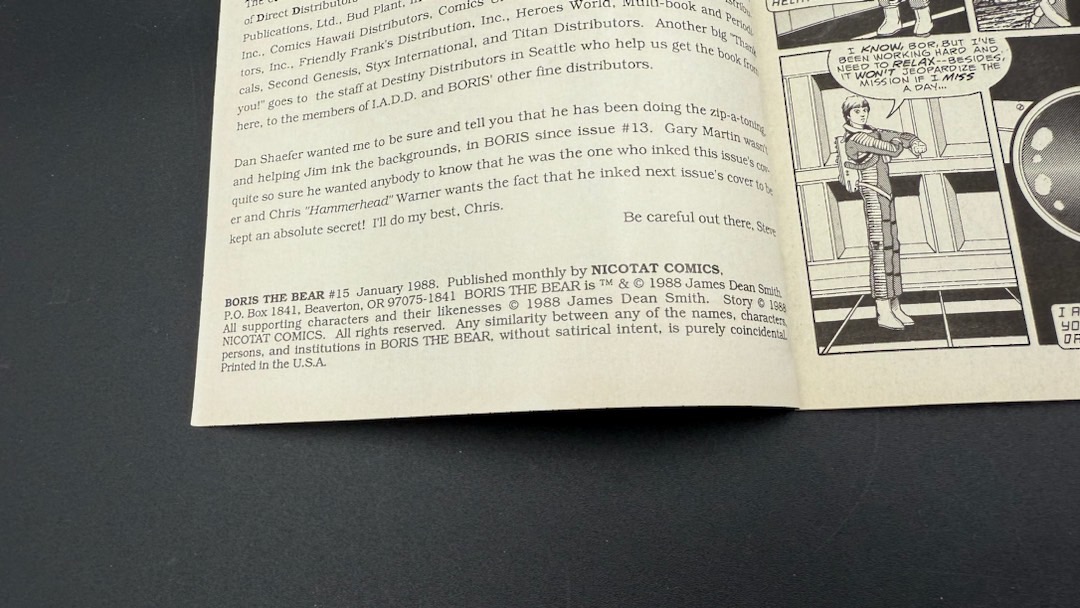 of Direct Distributors
Publications, Ltd., Bud Plant,
Inc., Comics Hawaii Distributors, Comics
tors, Inc., Friendly Frank's Distribution, Inc., Heroes World, Multi-book and Period
cals, Second Genesis, Styx International, and Titan Distributors. Another big "Thank
you!" goes to the staff at Destiny Distributors in Seattle who help us get the book from
here, to the members of I.A.D.D. and BORIS' other fine distributors.
Dan Shaefer wanted me to be sure and tell you that he has been doing the zip-a-toning,
and helping Jim ink the backgrounds, in BORIS since issue #13. Gary Martin wasn't
quite so sure he wanted anybody to know that he was the one who inked this issue's cov-
er and Chris "Hammerhead" Warner wants the fact that he inked next issue's cover to be
kept an absolute secret! I'll do my best, Chris.
Be careful out there, Steve
BORIS THE BEAR #15 January 1988. Published monthly by NICOTAT COMICS,
P.O. Box 1841, Beaverton, OR 97075-1841 BORIS THE BEAR is ™ & © 1988 James Dean Smith.
All supporting characters and their likenesses © 1988 James Dean Smith. Story © 1988
NICOTAT COMICS. All rights reserved. Any similarity between any of the names, characters,
persons, and institutions in BORIS THE BEAR, without satirical intent, is purely coincidental.
Printed in the U.S.A.
I KNOW, BOR, BUT I'VE
BEEN WORKING HARD AND
NEED TO RELAX--BESIDES,
IT WON'T JEOPARDIZE THE
MISSION IF I MISS
A DAY...